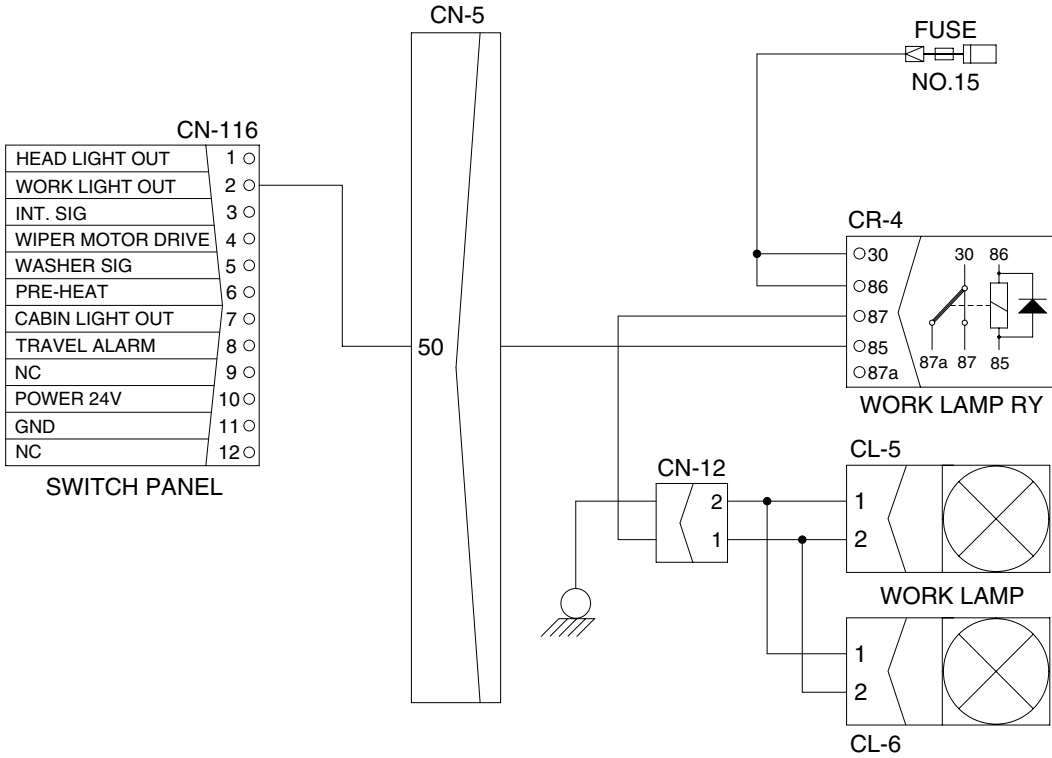 CN-5
FUSE
NO.15
CN-116
HEAD LIGHT OUT 1
WORK LIGHT OUT 2
INT. SIG 3
WIPER MOTOR DRIVE 4
WASHER SIG 5
PRE-HEAT 6
CABIN LIGHT OUT 7
TRAVEL ALARM 8
NC 9
POWER 24V 10
GND 11
NC 12
SWITCH PANEL
50
CR-4
30
86
87
85
87a
30 86
87a 87 85
WORK LAMP RY
CN-12
2
1
CL-5
1
2
WORK LAMP
1
2
CL-6